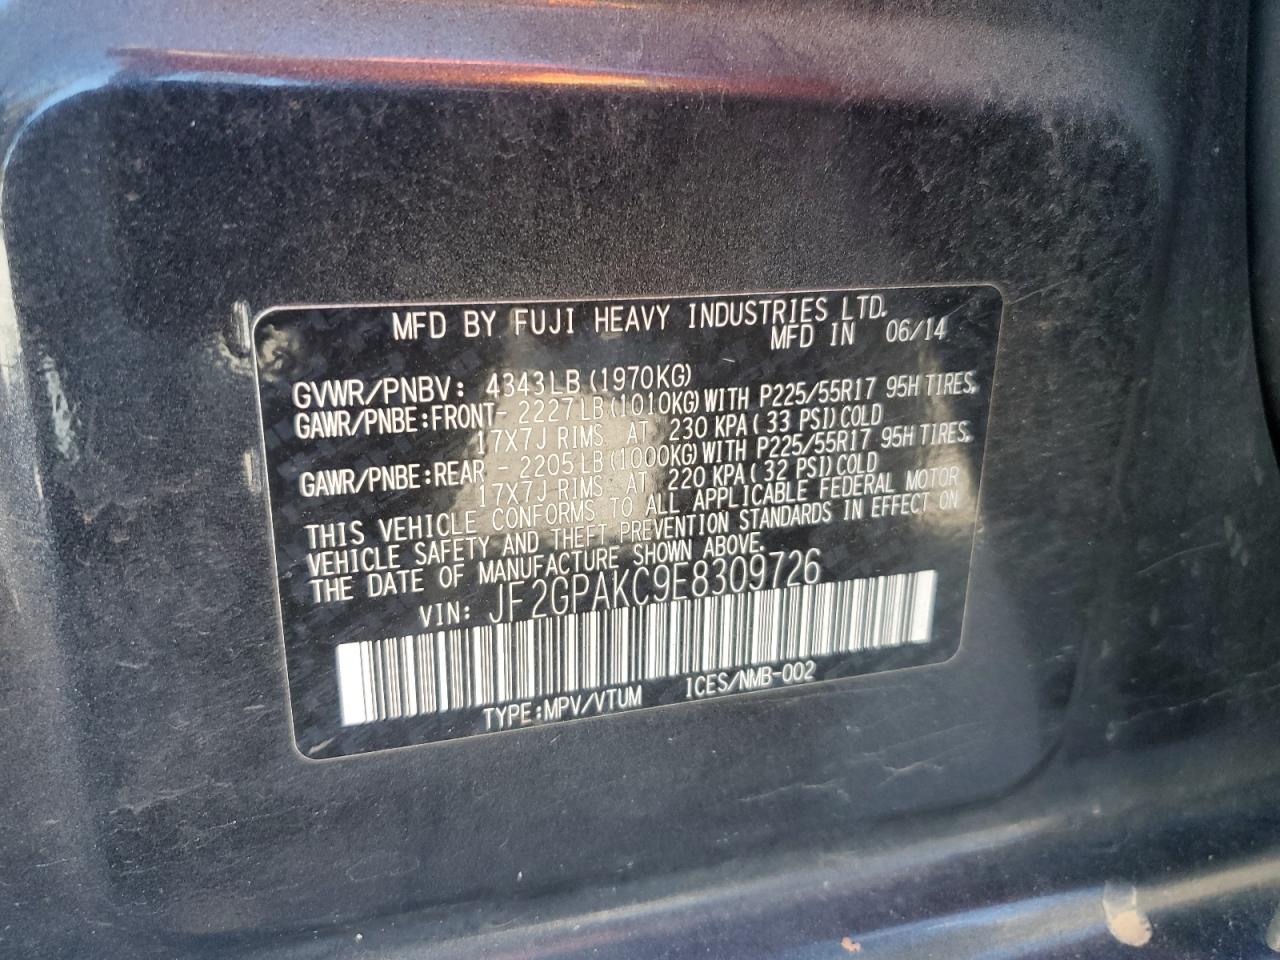 MFD BY FUJI HEAVY INDUSTRIES LTD.
MFD IN 06/14
GVWR/PNBV: 4343LB(1970KG)
GAWR/PNBE:FRONT- 2227LB(1010KG)WITH P225/55R17 95H TIRES,
17X7J RIMS AT 230 KPA(33 PSI)COLD
GAWR/PNBE:REAR - 2205LB(1000KG)WITH P225/55R17 95H TIRES,
17X7J RIMS AT 220 KPA(32 PSI)COLD
THIS VEHICLE CONFORMS TO ALL APPLICABLE FEDERAL MOTOR
VEHICLE SAFETY AND THEFT PREVENTION STANDARDS IN EFFECT ON
THE DATE OF MANUFACTURE SHOWN ABOVE.
VIN: JF2GPAKC9E8309726
TYPE:MPV/VTUM ICES/NMB-002